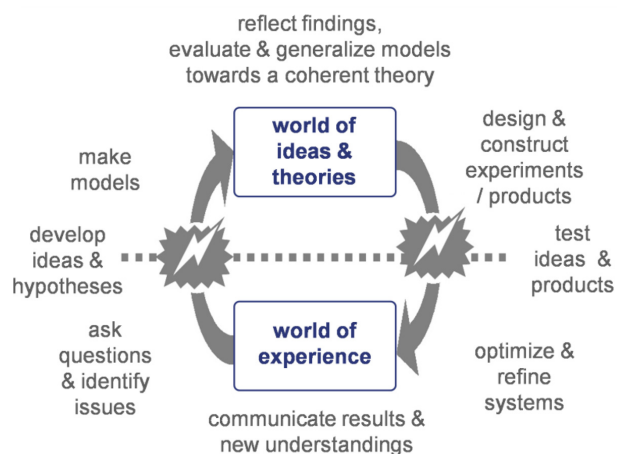 reflect findings,
evaluate & generalize models
towards a coherent theory
world of
ideas &
theories
design &
construct
experiments
/ products
test
ideas &
products
optimize &
refine
systems
world of
experience
communicate results &
new understandings
ask
questions
& identify
issues
develop
ideas &
hypotheses
make
models